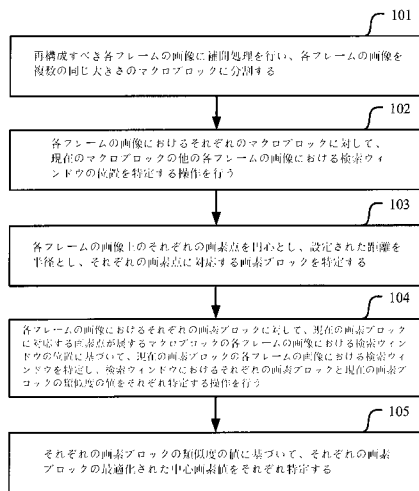 101
再構成すべき各フレームの画像に補間処理を行い、各フレームの画像を
複数の同じ大きさのマクロブロックに分割する
102
各フレームの画像におけるそれぞれのマクロブロックに対して、
現在のマクロブロックの他の各フレームの画像における検索ウィ
ンドウの位置を特定する操作を行う
103
各フレームの画像上のそれぞれの画素点を円心とし、設定された距離を
半径とし、それぞれの画素点に対応する画素ブロックを特定する
104
各フレームの画像におけるそれぞれの画素ブロックに対して、現在の画素ブロック
に対応する画素点が属するマクロブロックの各フレームの画像における検索ウィン
ドウの位置に基づいて、現在の画素ブロックの各フレームの画像における検索ウィ
ンドウを特定し、検索ウィンドウにおけるそれぞれの画素ブロックと現在の画素ブ
ロックの類似度の値をそれぞれ特定する操作を行う
105
それぞれの画素ブロックの類似度の値に基づいて、それぞれの画素
ブロックの最適化された中心画素値をそれぞれ特定する